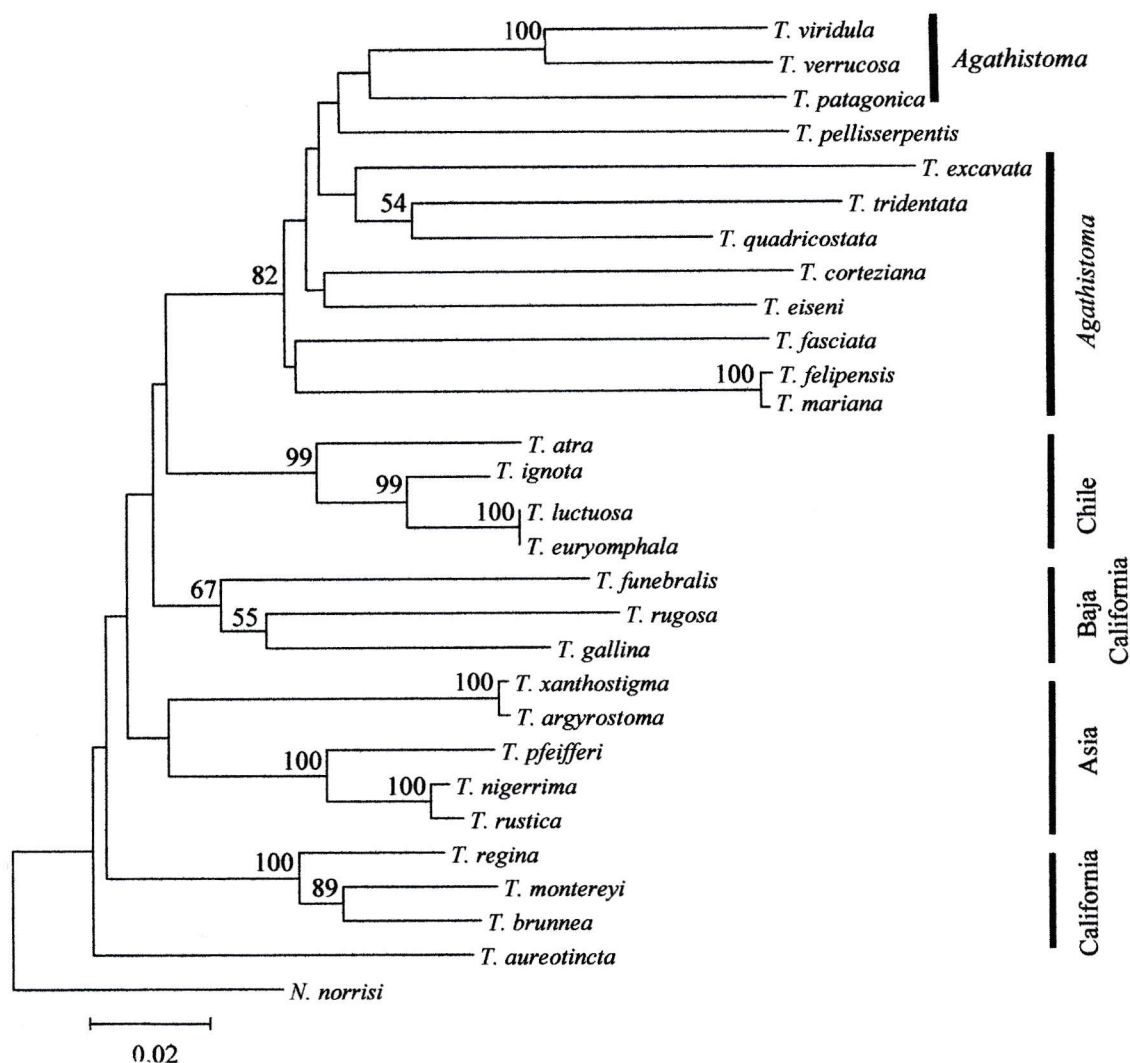 100 T. viridula
T. verrucosa
Agathistoma
T. patagonica
T. pellisserpentis
T. excavata
54 T. tridentata
T. quadricostata
T. corteziana
82
T. eiseni
Agathistoma
T. fasciata
100 T. felipensis
T. mariana
99 T. atra
99 T. ignota
100 T. luctuosa
T. euryomphala
Chile
67 T. funebralis
55 T. rugosa
T. gallina
Baja
California
100 T. xanthostigma
T. argyrostoma
100 T. pfeifferi
100 T. nigerrima
T. rustica
Asia
100 T. regina
89 T. montereyi
T. brunnea
California
T. aureotincta
N. norrisi
0.02